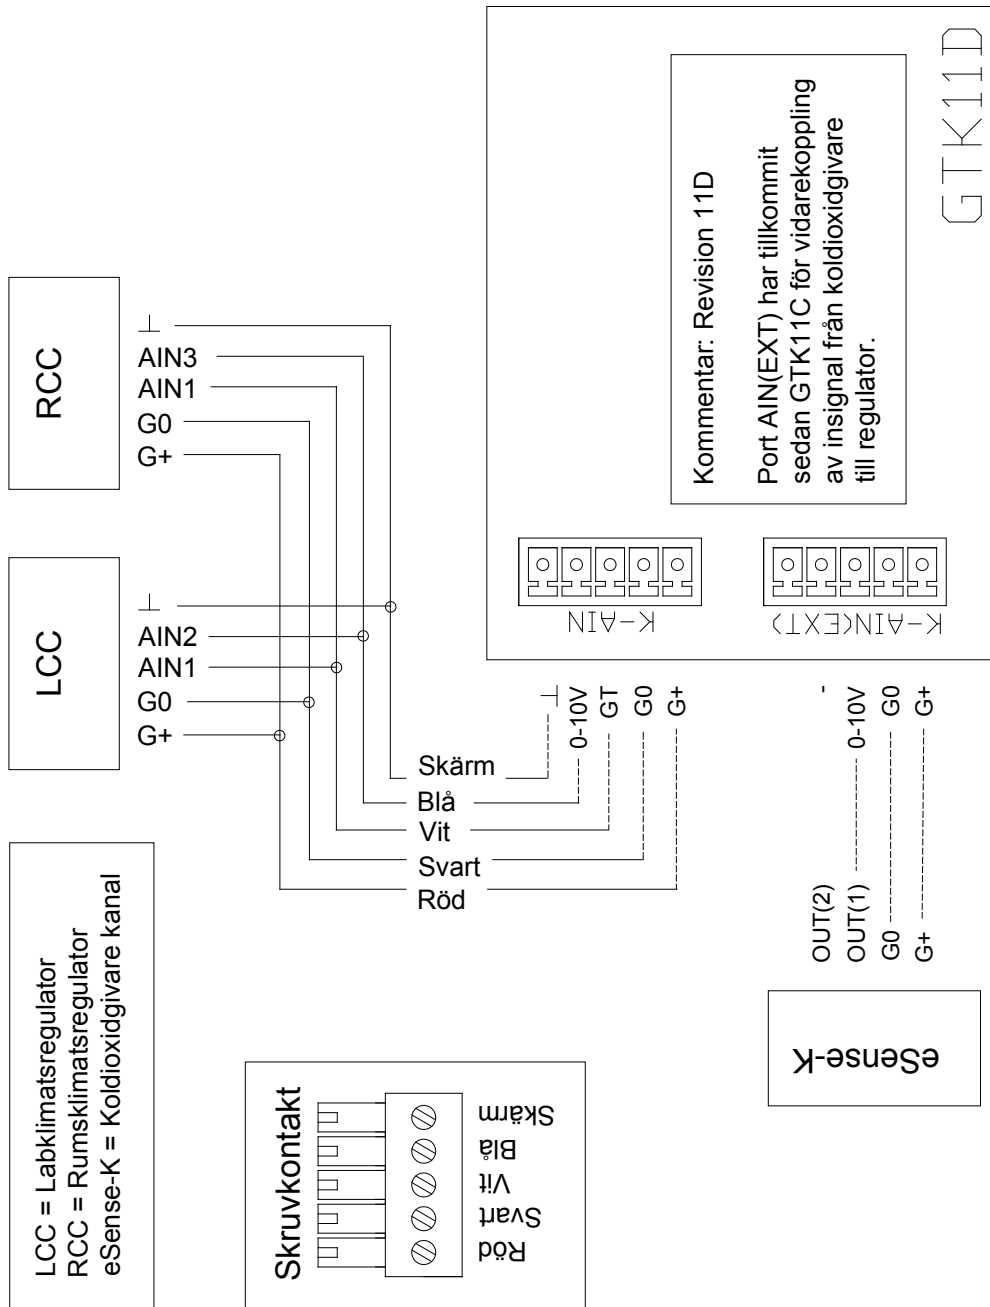 RCC
⊥
AIN3
AIN1
G0
G+
LCC
⊥
AIN2
AIN1
G0
G+
LCC = Labklimatsregulator
RCC = Rumsklimatsregulator
eSense-K = Koldioxidgivare kanal
Skärm
Blå
Vit
Svart
Röd
GTK11D
Kommentar: Revision 11D
Port AIN(EXT) har tillkommit
sedan GTK11C för vidarekoppling
av insignal från koldioxidgivare
till regulator.
K-AIN
⊥
0-10V
GT
G0
G+
K-AIN(EXT)
-
0-10V
G0
G+
OUT(2)
OUT(1)
G0
G+
eSense-K
Skruvkontakt
Skärm
Blå
Vit
Svart
Röd